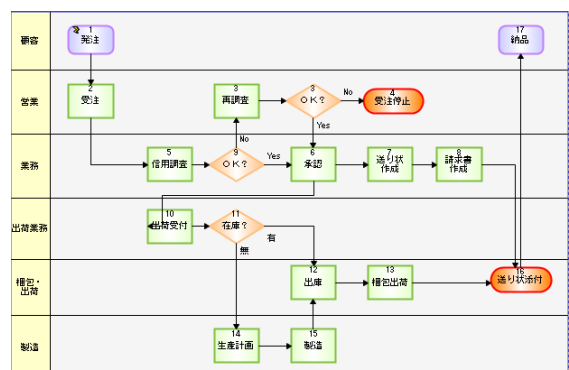 顧客
1
発注
17
納品
営業
2
受注
3
再調査
3
OK?
No
4
受注停止
Yes
No
業務
5
信用調査
9
OK?
Yes
6
承認
7
送り状
作成
8
請求書
作成
出荷業務
10
出荷受付
11
在庫?
有
無
梱包・
出荷
12
出庫
13
梱包出荷
16
送り状添付
製造
14
生産計画
15
製造